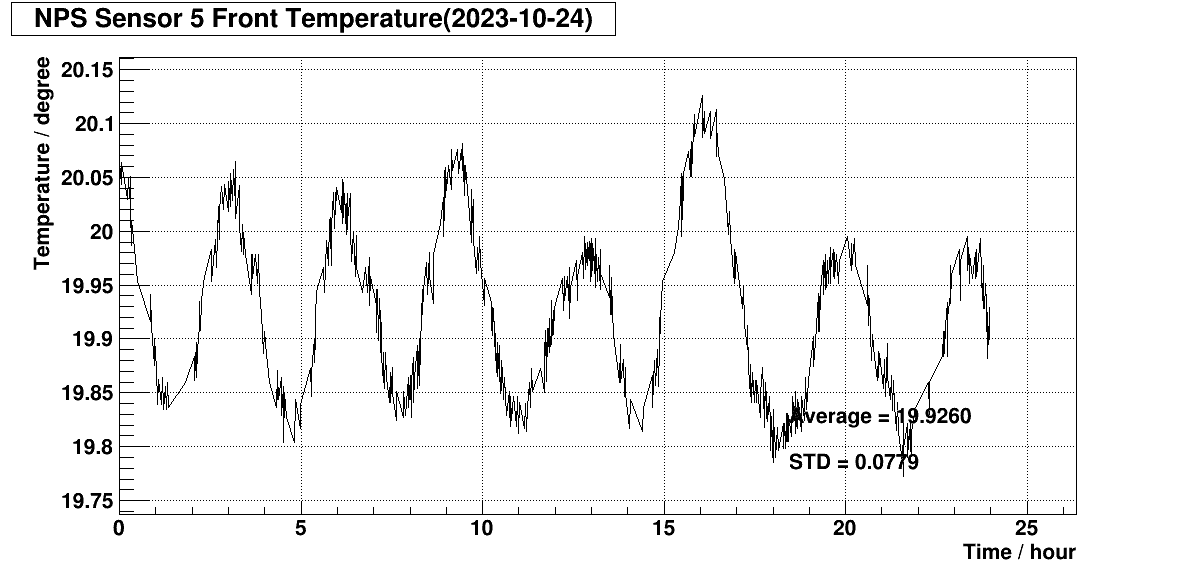 NPS Sensor 5 Front Temperature(2023-10-24)
Temperature / degree
20.15
20.1
20.05
20
19.95
19.9
19.85
19.8
19.75
Average = 19.9260
STD = 0.0779
0 5 10 15 20 25
Time / hour